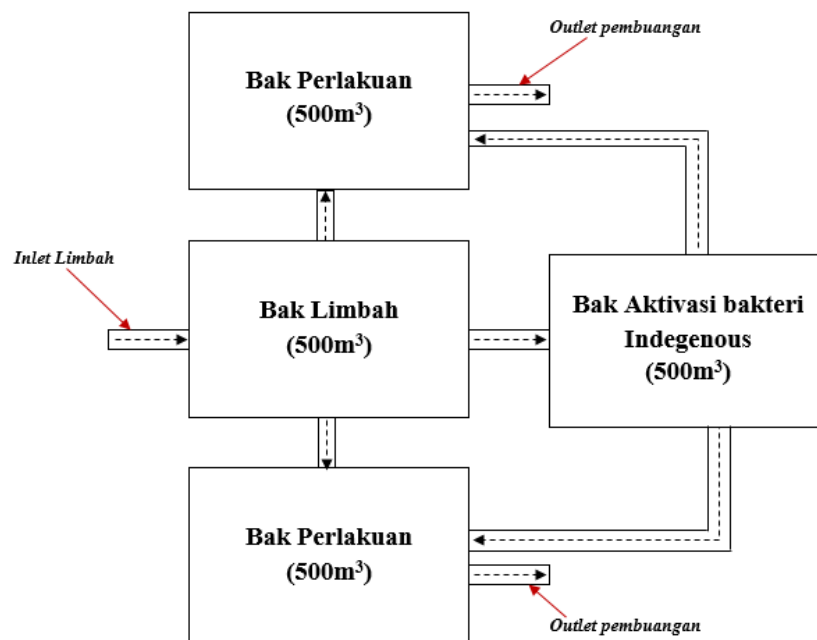 Outlet pembuangan
Bak Perlakuan
(500m³)
Inlet Limbah
Bak Limbah
(500m³)
Bak Aktivasi bakteri
Indegenous
(500m³)
Bak Perlakuan
(500m³)
Outlet pembuangan